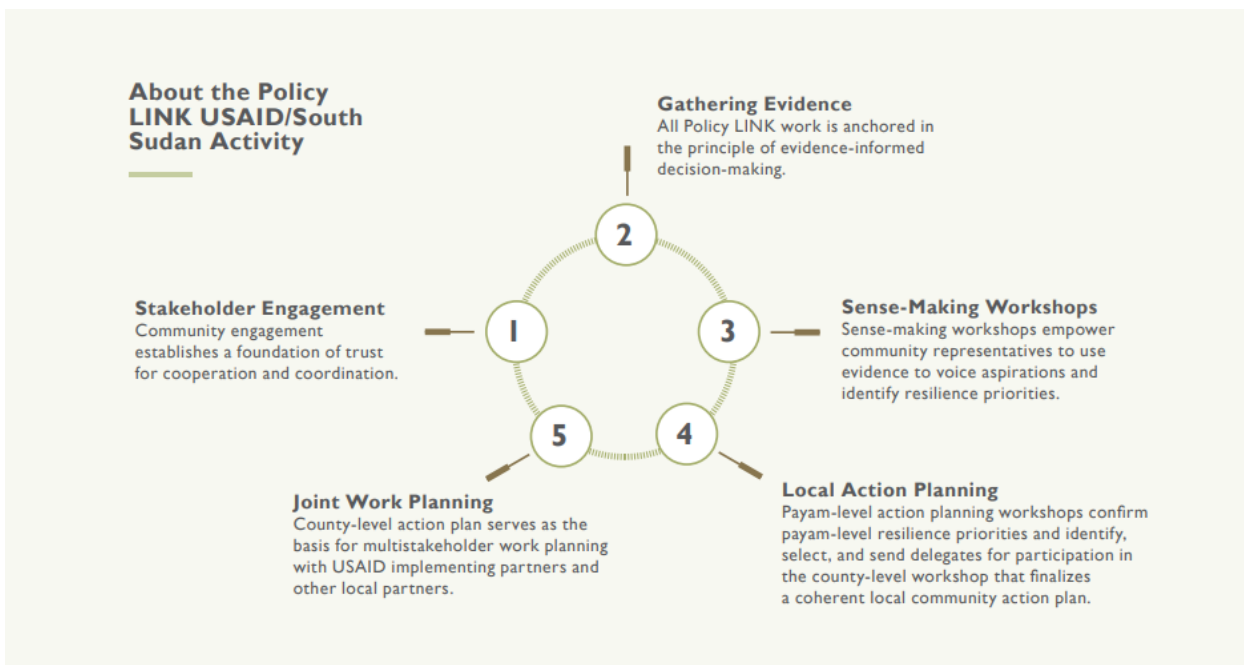 About the Policy
LINK USAID/South
Sudan Activity
Gathering Evidence
All Policy LINK work is anchored in
the principle of evidence-informed
decision-making.
2
Stakeholder Engagement
Community engagement
establishes a foundation of trust
for cooperation and coordination.
1
3
Sense-Making Workshops
Sense-making workshops empower
community representatives to use
evidence to voice aspirations and
identify resilience priorities.
5
4
Joint Work Planning
County-level action plan serves as the
basis for multistakeholder work planning
with USAID implementing partners and
other local partners.
Local Action Planning
Payam-level action planning workshops confirm
payam-level resilience priorities and identify,
select, and send delegates for participation in
the county-level workshop that finalizes
a coherent local community action plan.